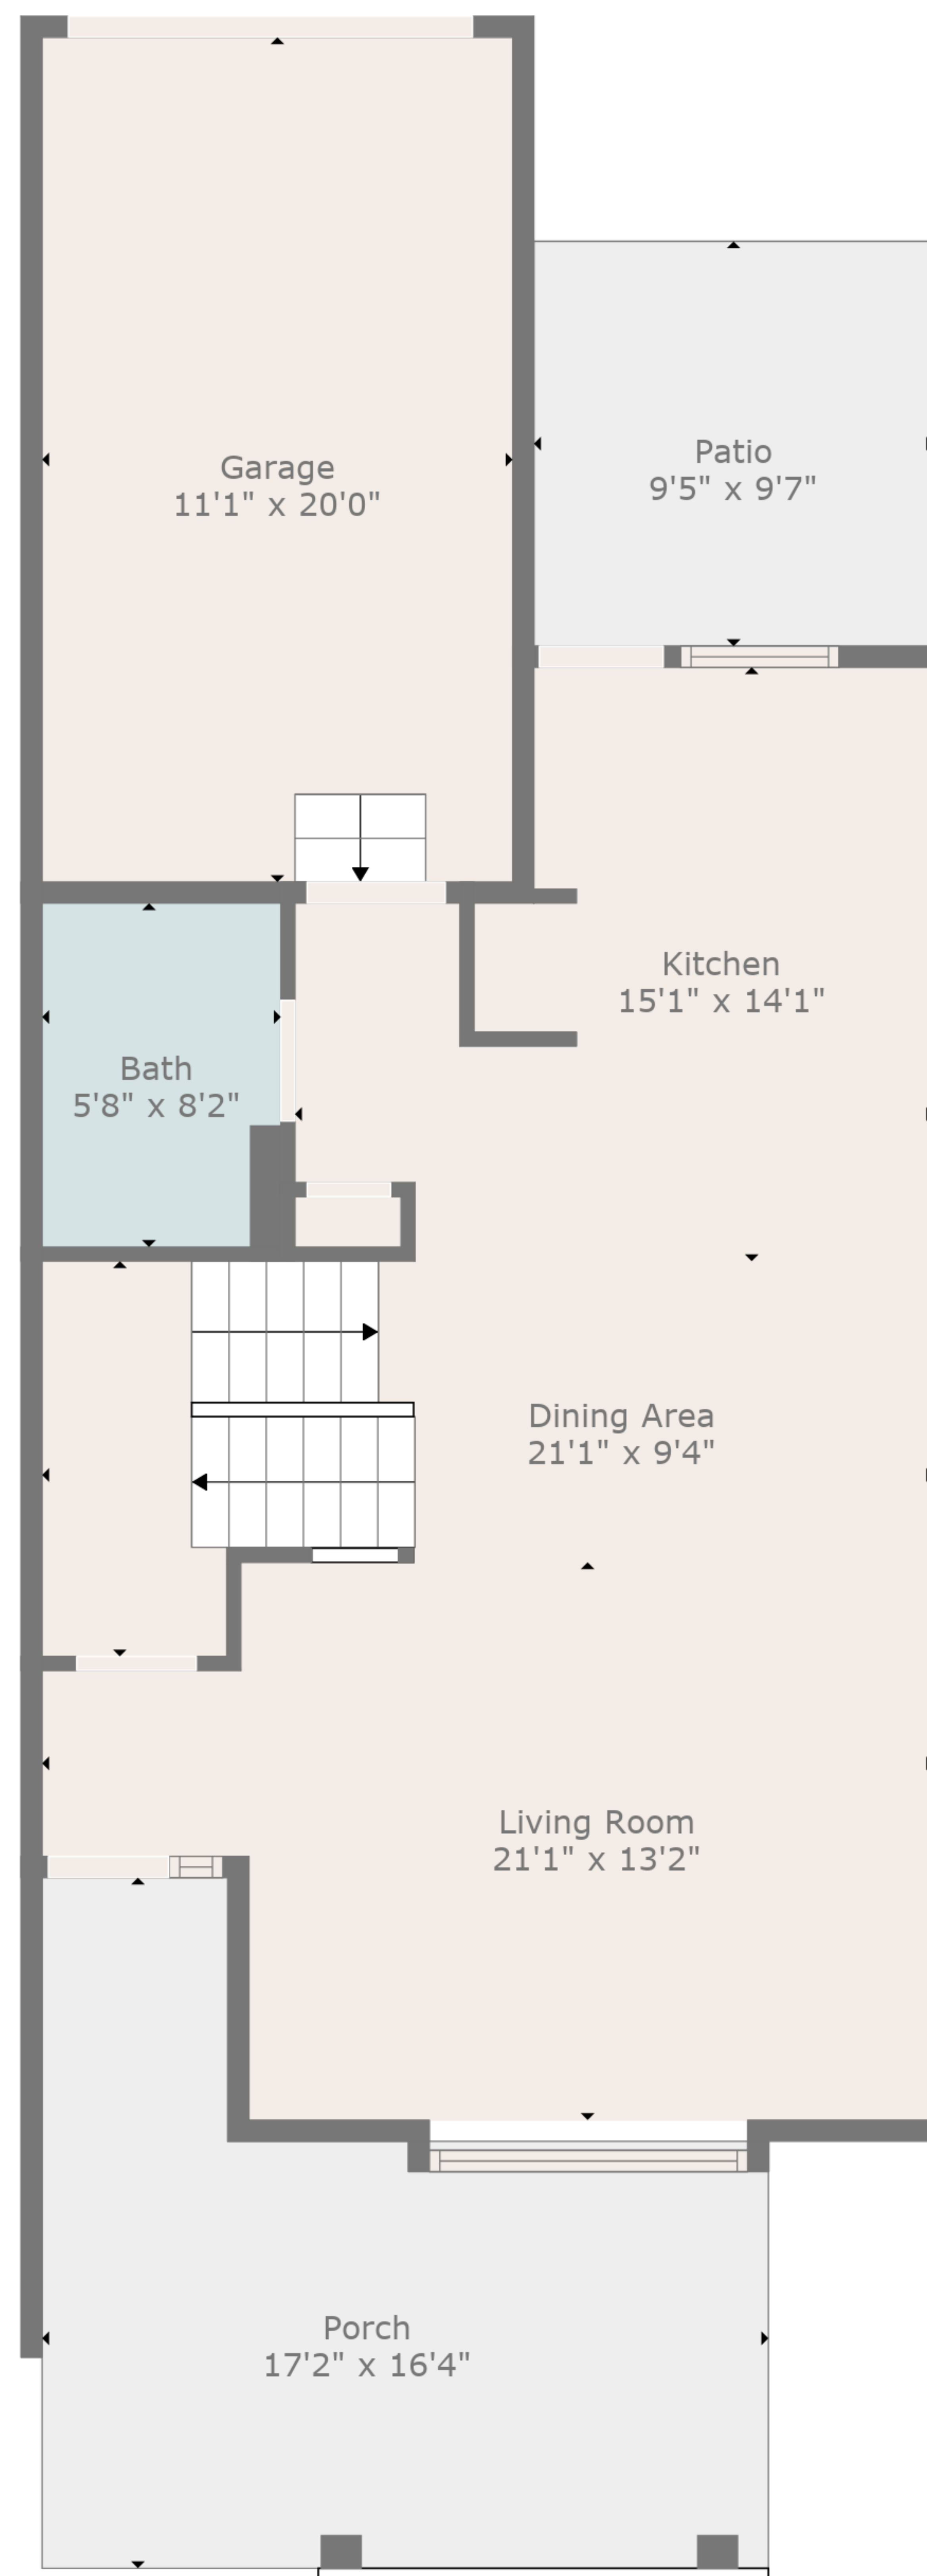 Garage
11'1" x 20'0"
Patio
9'5" x 9'7"
Kitchen
15'1" x 14'1"
Bath
5'8" x 8'2"
Dining Area
21'1" x 9'4"
Living Room
21'1" x 13'2"
Porch
17'2" x 16'4"